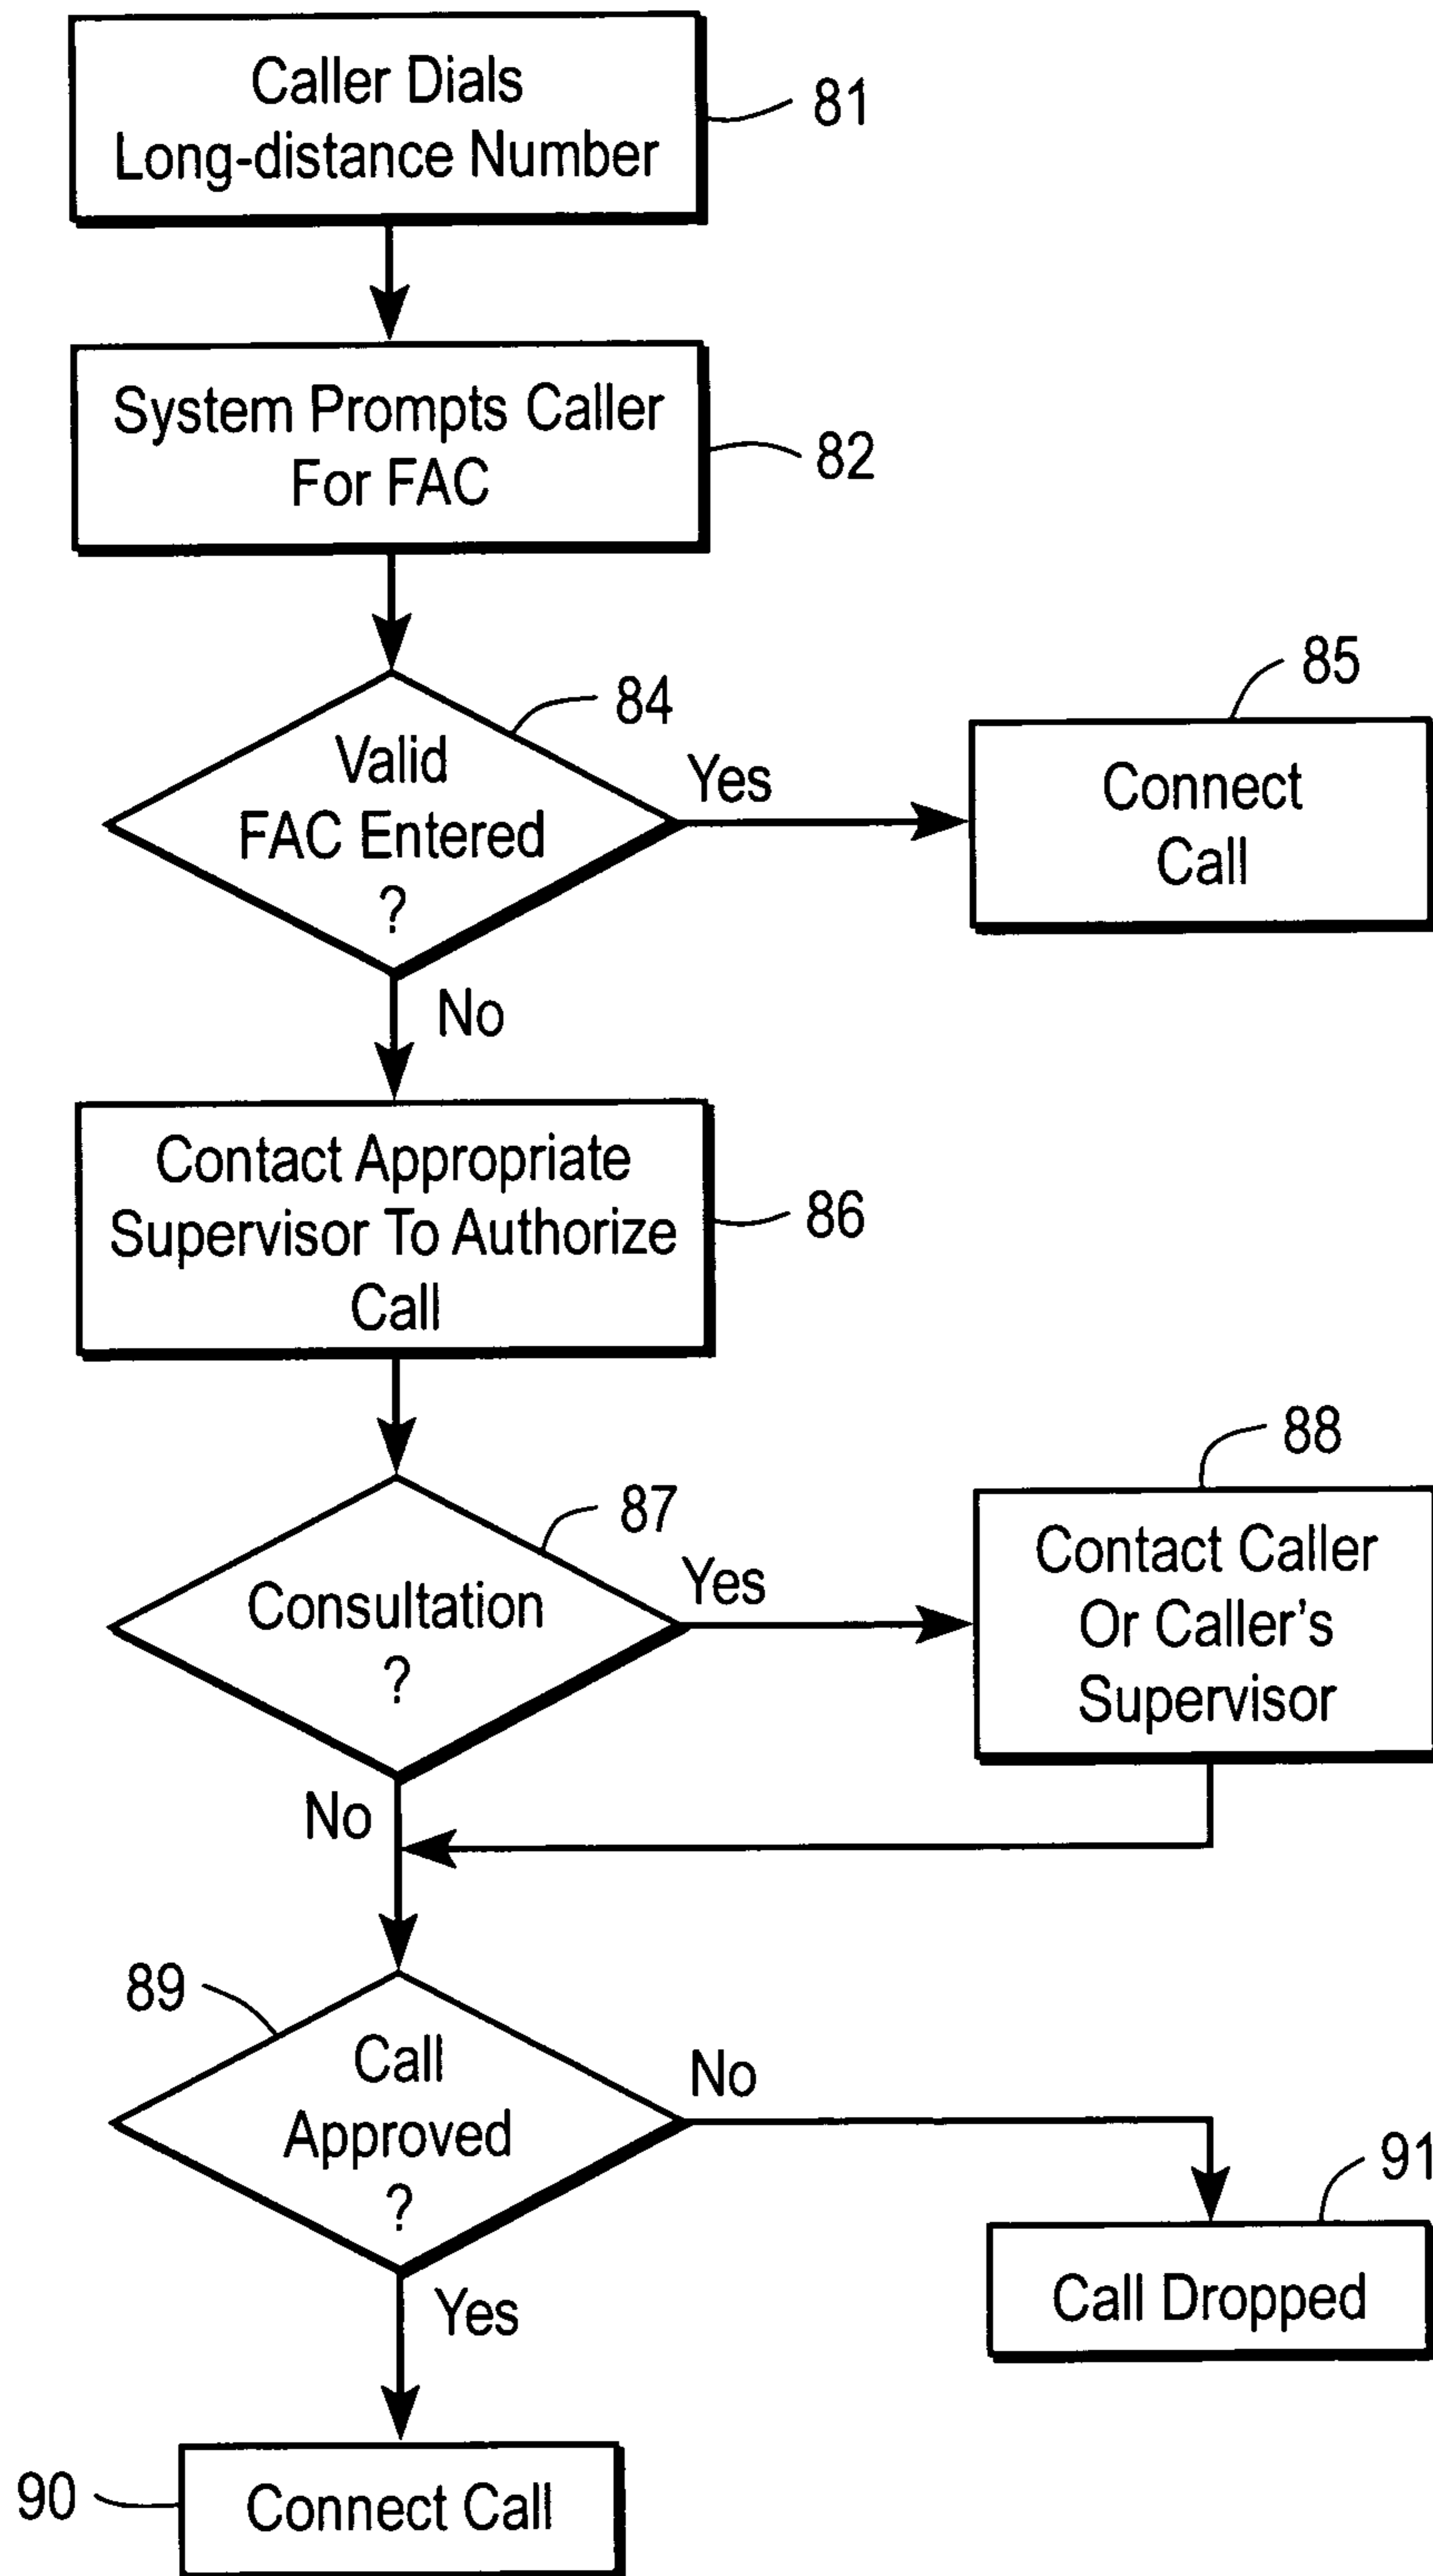 Caller Dials
Long-distance Number
81
System Prompts Caller
For FAC
82
84
Valid
FAC Entered
?
Yes
85
Connect
Call
No
Contact Appropriate
Supervisor To Authorize
Call
86
87
Consultation
?
Yes
88
Contact Caller
Or Caller's
Supervisor
No
89
Call
Approved
?
No
91
Call Dropped
Yes
90
Connect Call